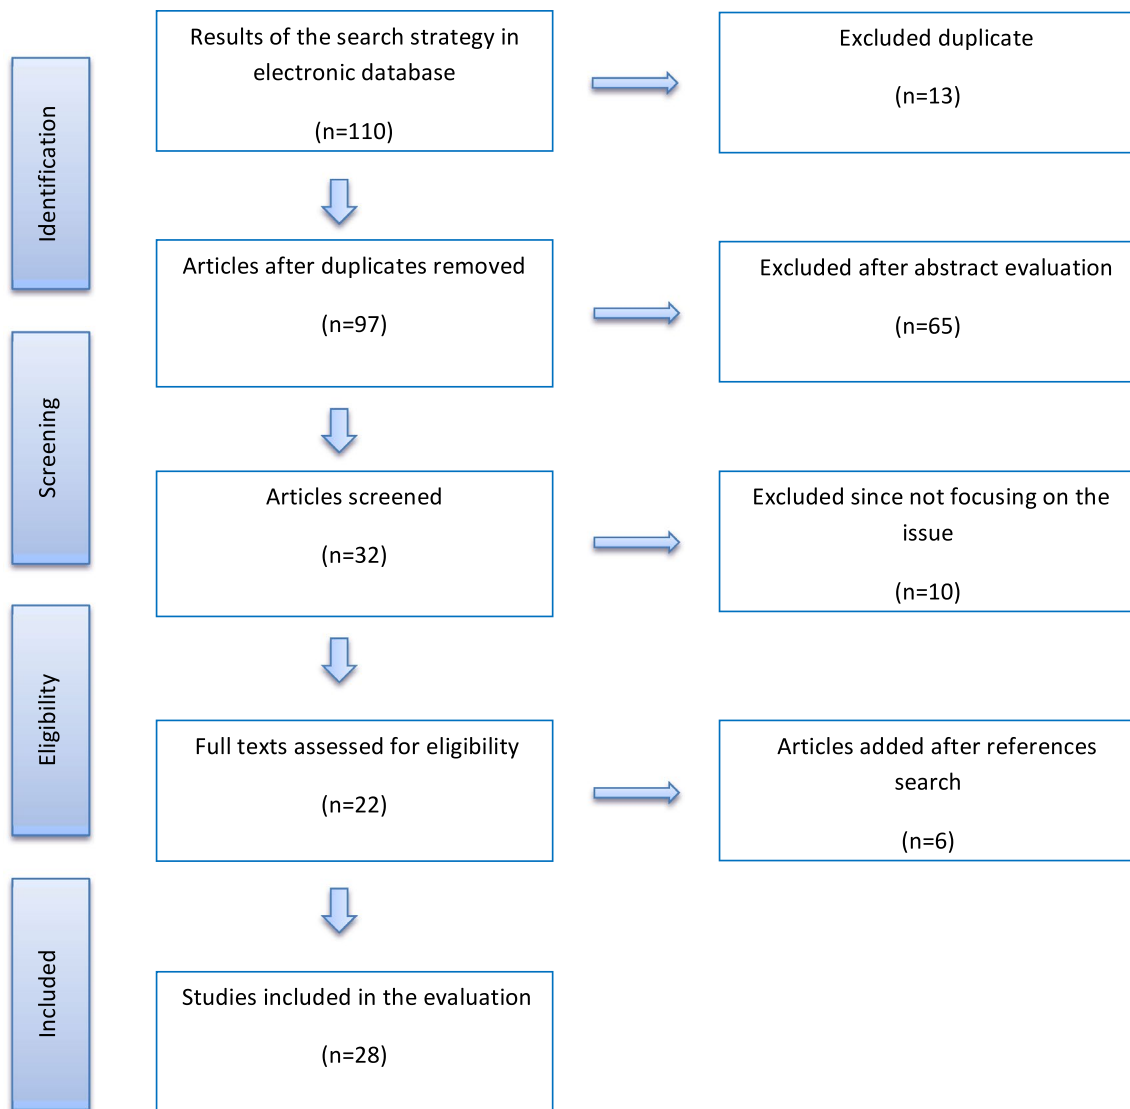 Identification
Results of the search strategy in
electronic database
(n=110)
Excluded duplicate
(n=13)
Articles after duplicates removed
(n=97)
Excluded after abstract evaluation
(n=65)
Screening
Articles screened
(n=32)
Excluded since not focusing on the
issue
(n=10)
Eligibility
Full texts assessed for eligibility
(n=22)
Articles added after references
search
(n=6)
Included
Studies included in the evaluation
(n=28)